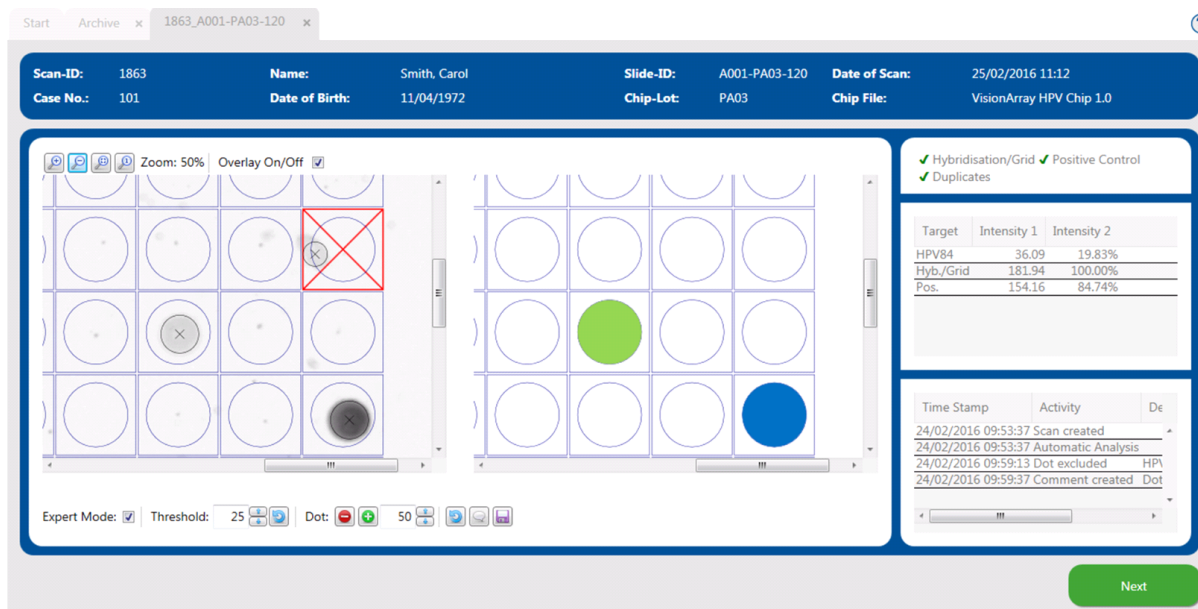 Start Archive × 1863_A001-PA03-120 ×
Scan-ID: 1863 Name: Smith, Carol Slide-ID: A001-PA03-120 Date of Scan: 25/02/2016 11:12
Case No.: 101 Date of Birth: 11/04/1972 Chip-Lot: PA03 Chip File: VisionArray HPV Chip 1.0
Zoom: 50% Overlay On/Off
Hybridisation/Grid Positive Control
Duplicates
Target Intensity 1 Intensity 2
HPV84 36.09 19.83%
Hyb./Grid 181.94 100.00%
Pos. 154.16 84.74%
Time Stamp Activity De
24/02/2016 09:53:37 Scan created
24/02/2016 09:53:37 Automatic Analysis
24/02/2016 09:59:13 Dot excluded HPV
24/02/2016 09:59:37 Comment created Dot
Expert Mode: Threshold: 25 Dot: 50
Next